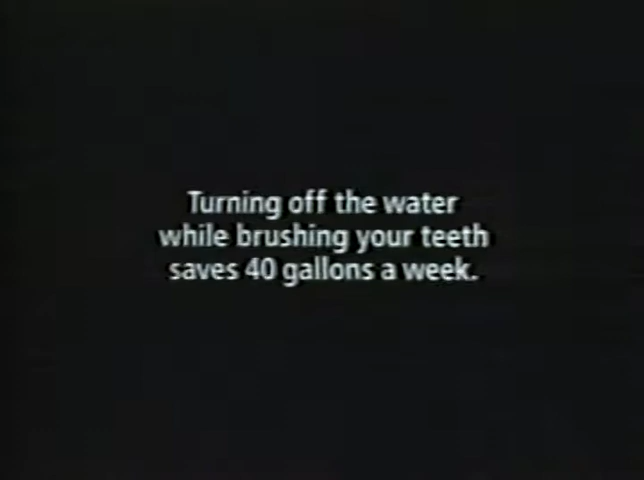 Turning off the water
while brushing your teeth
saves 40 gallons a week.